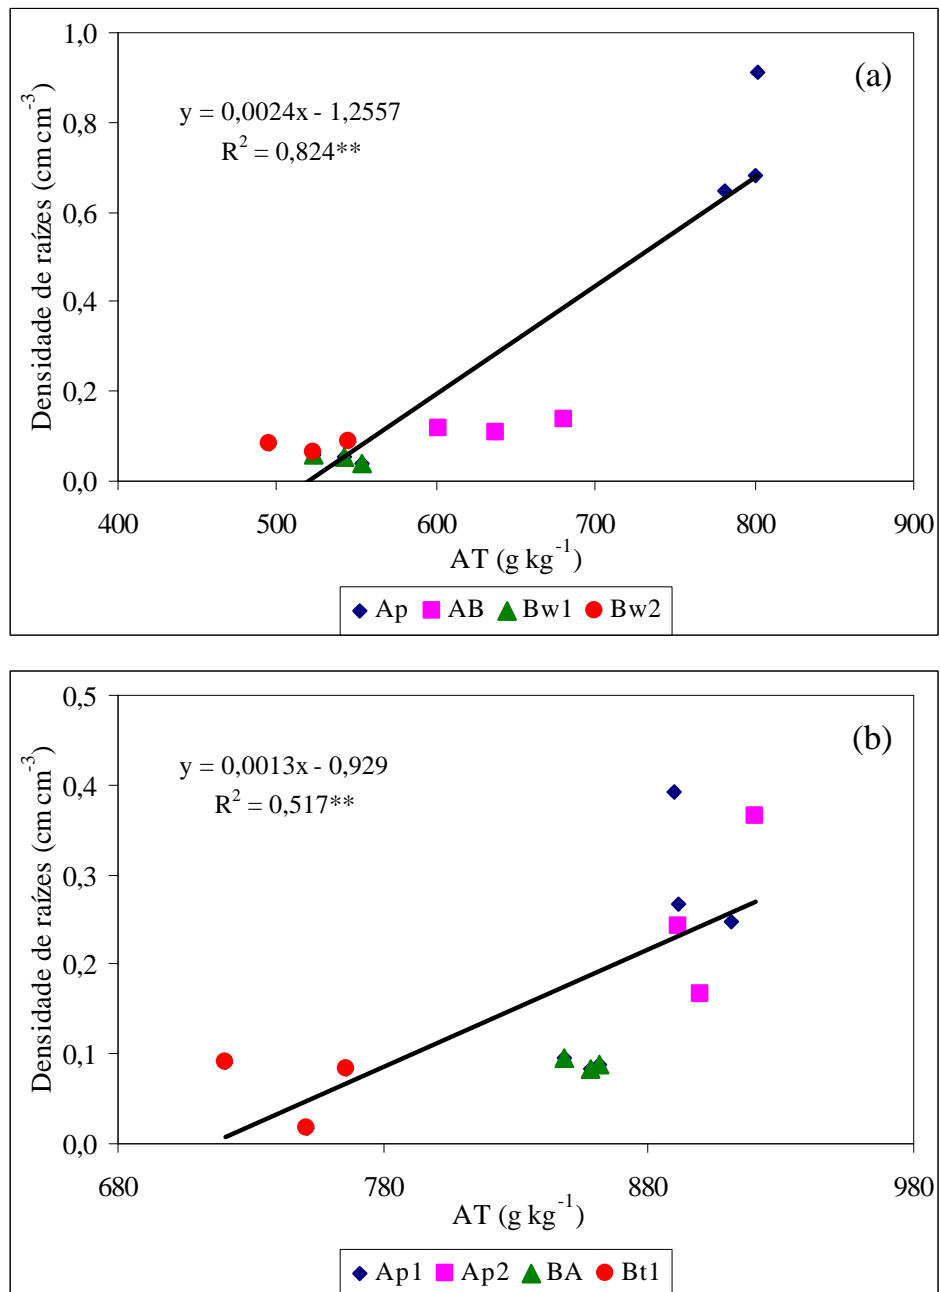 1,0
(a)
y = 0,0024x - 1,2557
R² = 0,824**
0,8
0,6
0,4
0,2
0,0
Densidade de raízes (cm cm⁻³)
400 500 600 700 800 900
AT (g kg⁻¹)
Ap AB Bw1 Bw2
0,5
(b)
y = 0,0013x - 0,929
R² = 0,517**
0,4
0,3
0,2
0,1
0,0
Densidade de raízes (cm cm⁻³)
680 780 880 980
AT (g kg⁻¹)
Ap1 Ap2 BA Bt1